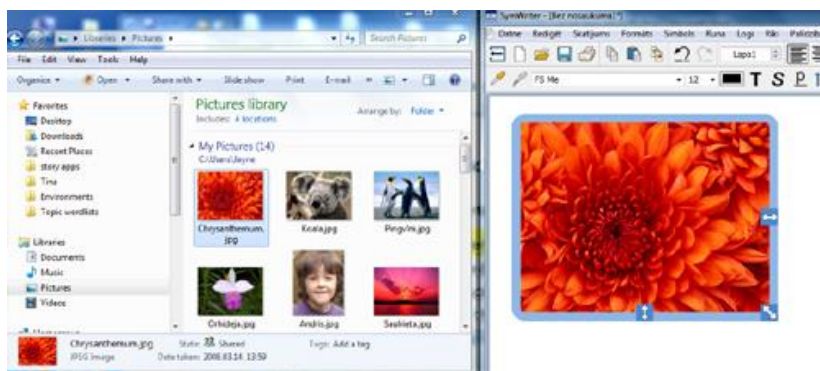 Libraries ▸ Pictures ▸
Search Pictures
File Edit View Tools Help
Organize Open Share with Slide show Print E-mail »
Favorites
Desktop
Downloads
Recent Places
story apps
Tina
Environments
Topic wordlists
Libraries
Documents
Music
Pictures
Videos
Pictures library
Includes: 4 locations
Arrange by: Folder
My Pictures (14)
C:\Users\Jayne
Chrysanthemum.
jpg
Koala.jpg
Pingvīni.jpg
Orhideja.jpg
Andris.jpg
Saulrieta.jpg
Chrysanthemum.jpg
State: Shared
Tags: Add a tag
JPEG Image
Date taken: 2008.03.14. 13:59
SymWriter - [Bez nosaukuma1*]
Datne Rediģēt Skatījums Formāts Simbols Runa Logi Rīki
Lapa1
FS Me
12
T S P